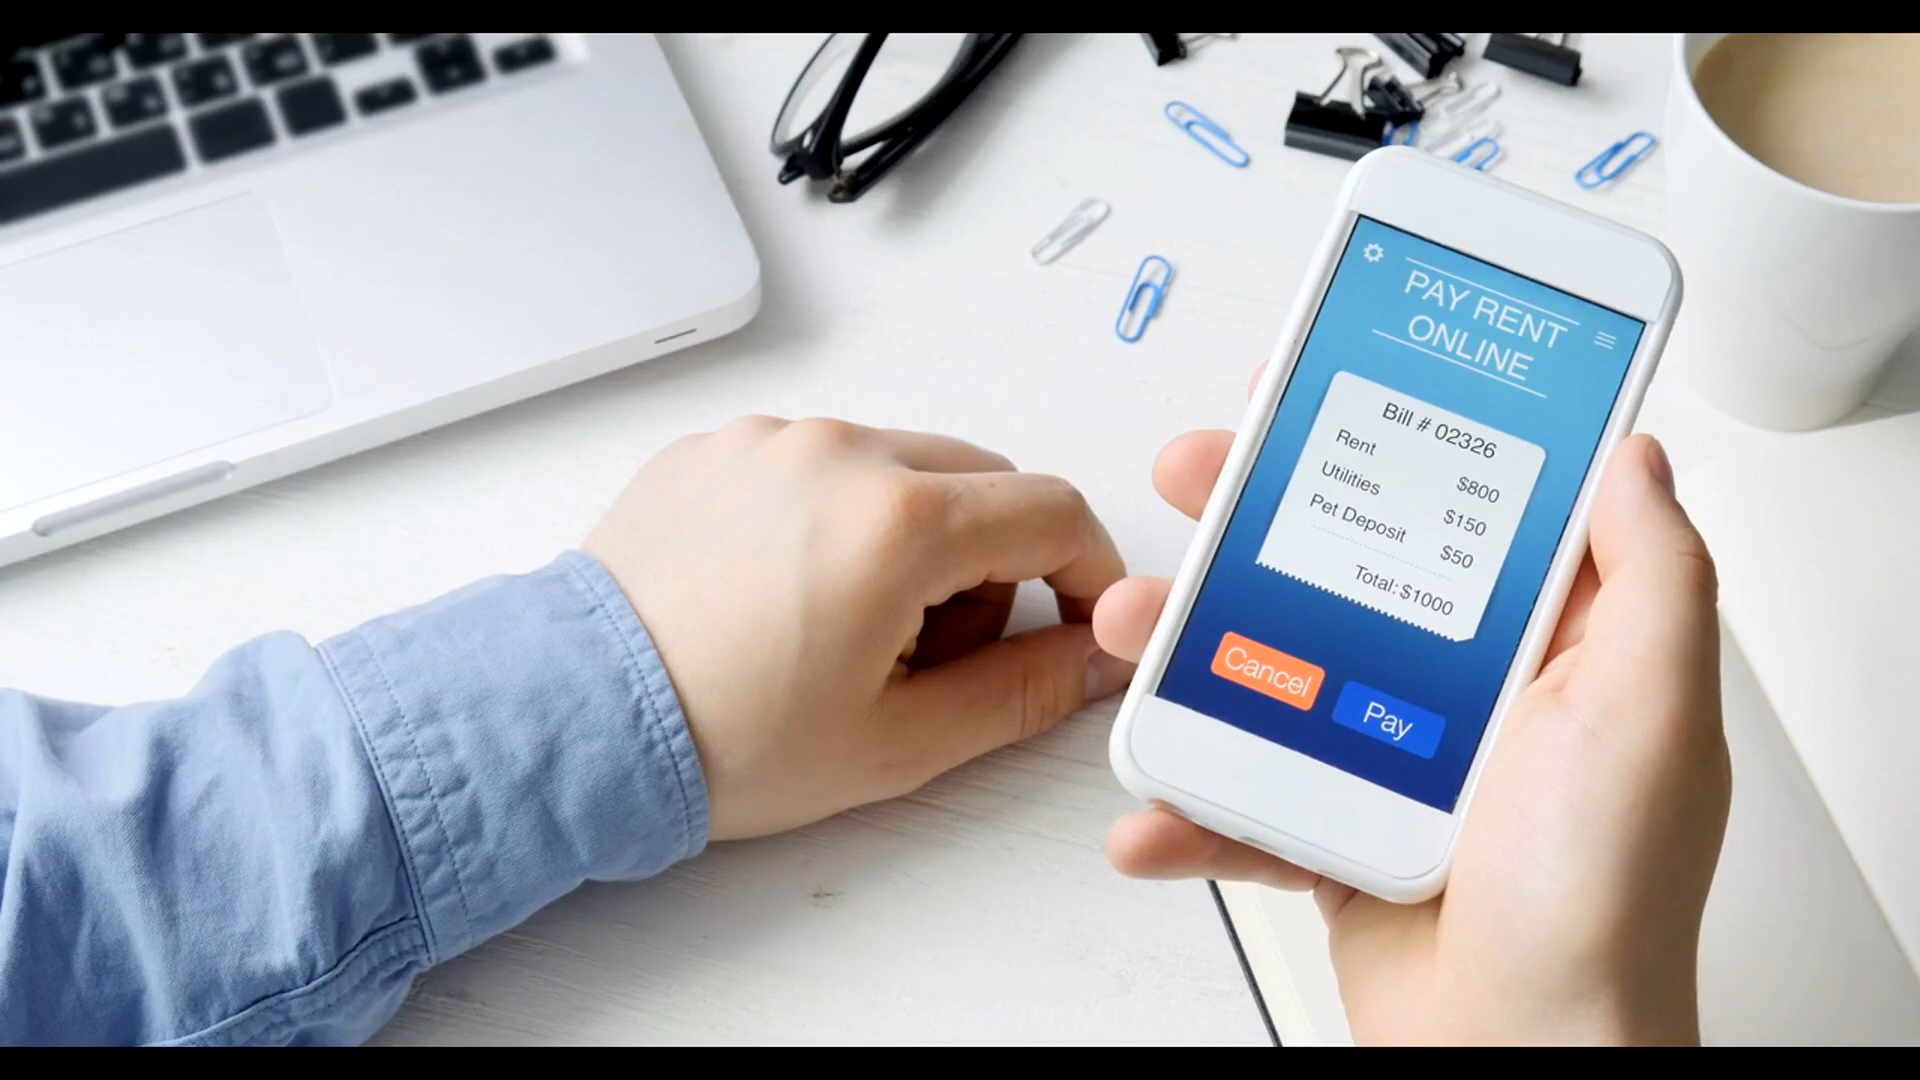 PAY RENT
ONLINE
Bill # 02326
Rent $800
Utilities $150
Pet Deposit $50
Total: $1000
Cancel
Pay